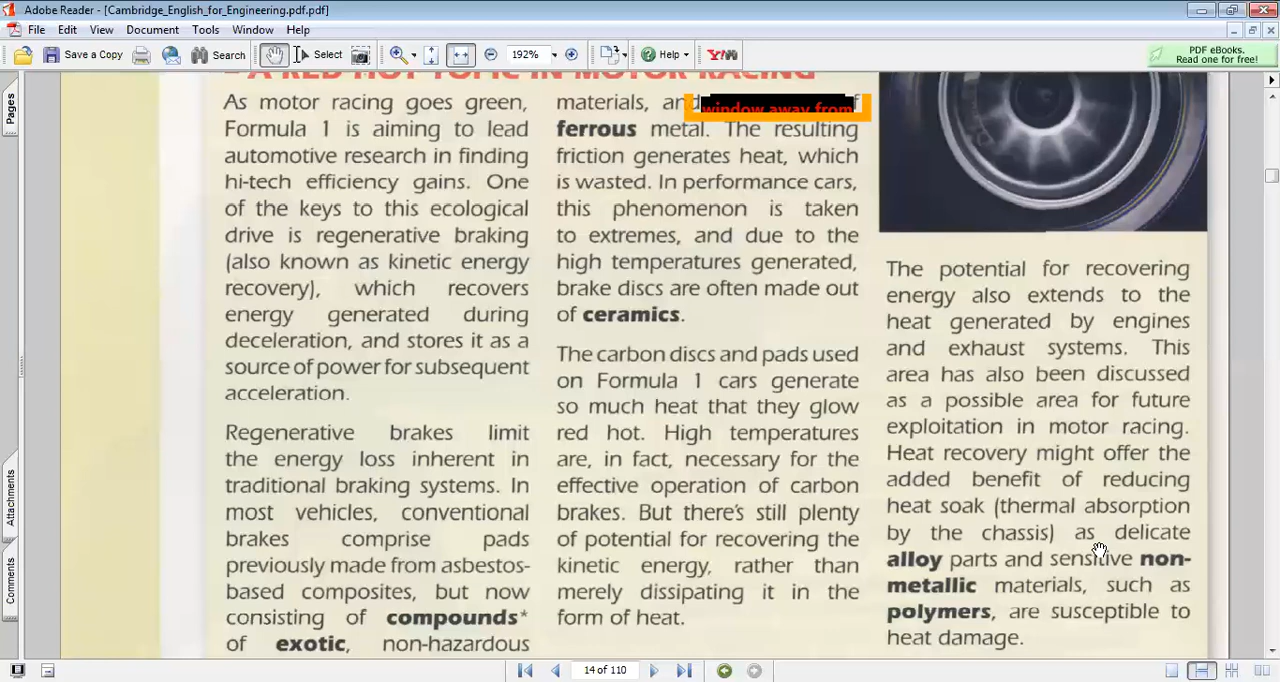 Adobe Reader - [Cambridge_English_for_Engineering.pdf.pdf]
File Edit View Document Tools Window Help
Save a Copy Search Select 192% Help Y!
PDF eBooks.
Read one for free!
Pages
Attachments
Comments
– A RED HOT TOPIC IN MOTOR RACING
As motor racing goes green,
Formula 1 is aiming to lead
automotive research in finding
hi-tech efficiency gains. One
of the keys to this ecological
drive is regenerative braking
(also known as kinetic energy
recovery), which recovers
energy generated during
deceleration, and stores it as a
source of power for subsequent
acceleration.
Regenerative brakes limit
the energy loss inherent in
traditional braking systems. In
most vehicles, conventional
brakes comprise pads
previously made from asbestos-
based composites, but now
consisting of compounds*
of exotic, non-hazardous
materials, and
window away from
ferrous metal. The resulting
friction generates heat, which
is wasted. In performance cars,
this phenomenon is taken
to extremes, and due to the
high temperatures generated,
brake discs are often made out
of ceramics.
The carbon discs and pads used
on Formula 1 cars generate
so much heat that they glow
red hot. High temperatures
are, in fact, necessary for the
effective operation of carbon
brakes. But there's still plenty
of potential for recovering the
kinetic energy, rather than
merely dissipating it in the
form of heat.
The potential for recovering
energy also extends to the
heat generated by engines
and exhaust systems. This
area has also been discussed
as a possible area for future
exploitation in motor racing.
Heat recovery might offer the
added benefit of reducing
heat soak (thermal absorption
by the chassis) as delicate
alloy parts and sensitive non-
metallic materials, such as
polymers, are susceptible to
heat damage.
14 of 110